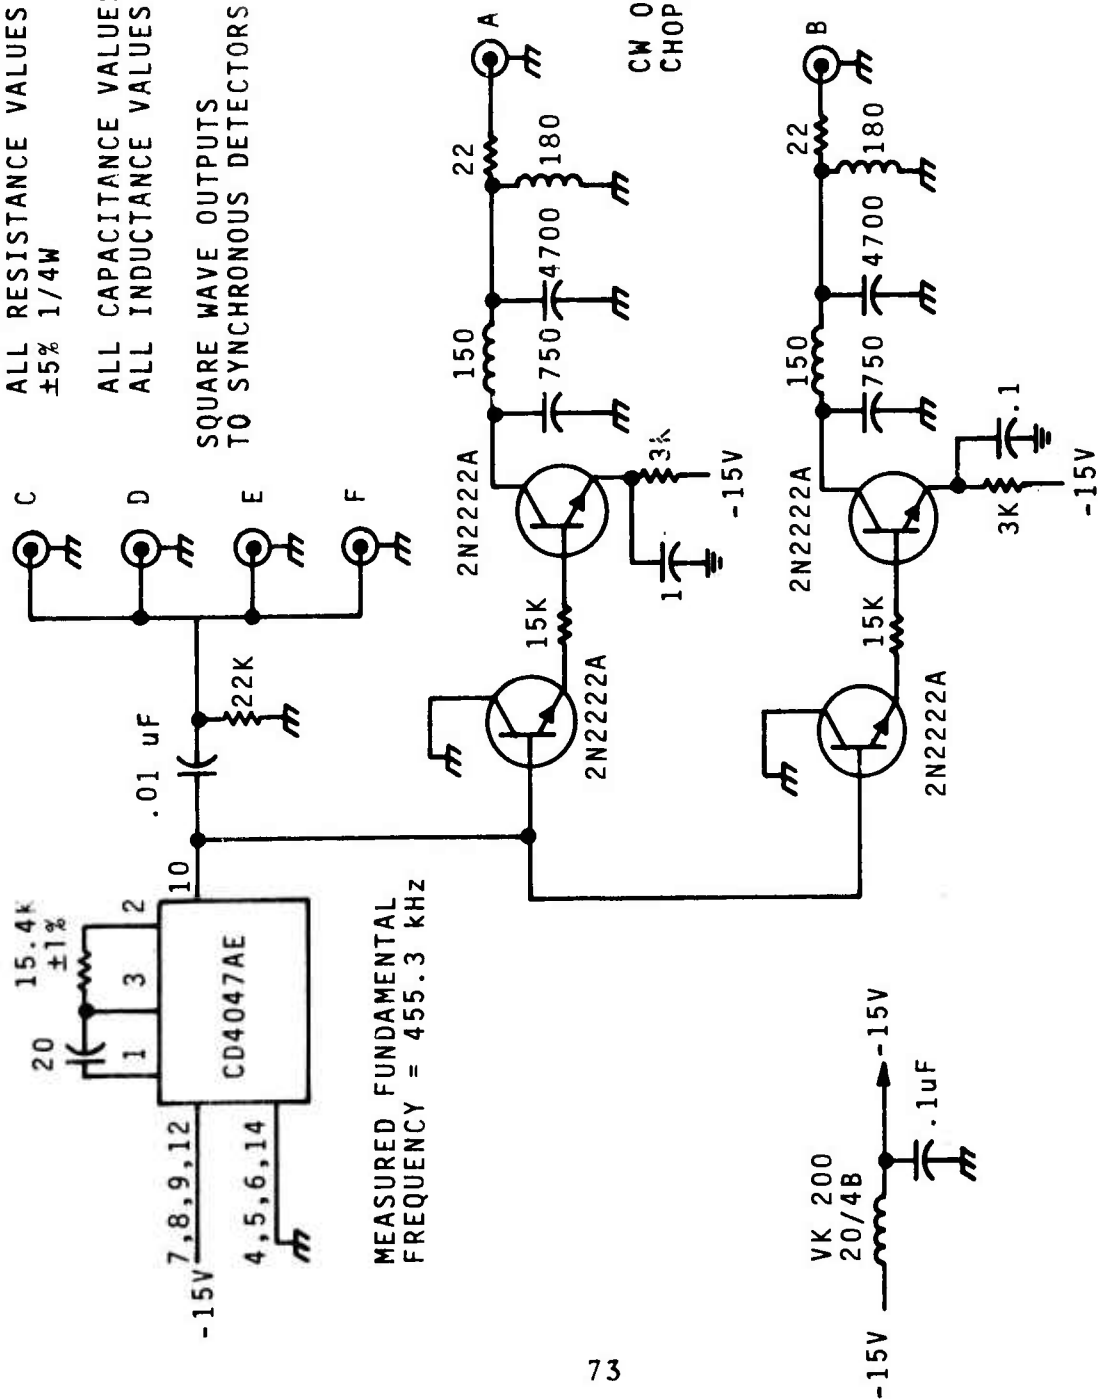 ALL RESISTANCE VALUES
±5% 1/4W
ALL CAPACITANCE VALUES
ALL INDUCTANCE VALUES
SQUARE WAVE OUTPUTS
TO SYNCHRONOUS DETECTORS
C
D
E
F
15.4K
±1%
20
1
3
2
10
CD4047AE
7,8,9,12
-15V
4,5,6,14
.01 uF
22K
MEASURED FUNDAMENTAL
FREQUENCY = 455.3 kHz
2N2222A
15K
2N2222A
1
3k
-15V
150
750
4700
22
180
A
CW O
CHOP
2N2222A
15K
2N2222A
3K
.1
-15V
150
750
4700
22
180
B
VK 200
20/4B
-15V
-15V
.1uF
73